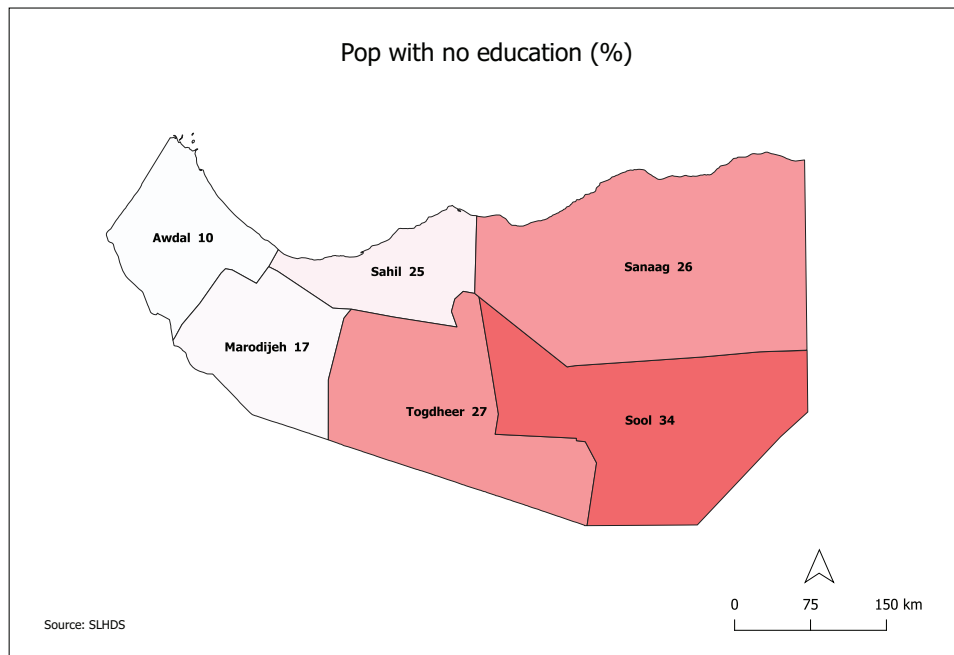 Pop with no education (%)
Awdal 10
Sahil 25
Sanaag 26
Marodijeh 17
Togdheer 27
Sool 34
0 75 150 km
Source: SLHDS